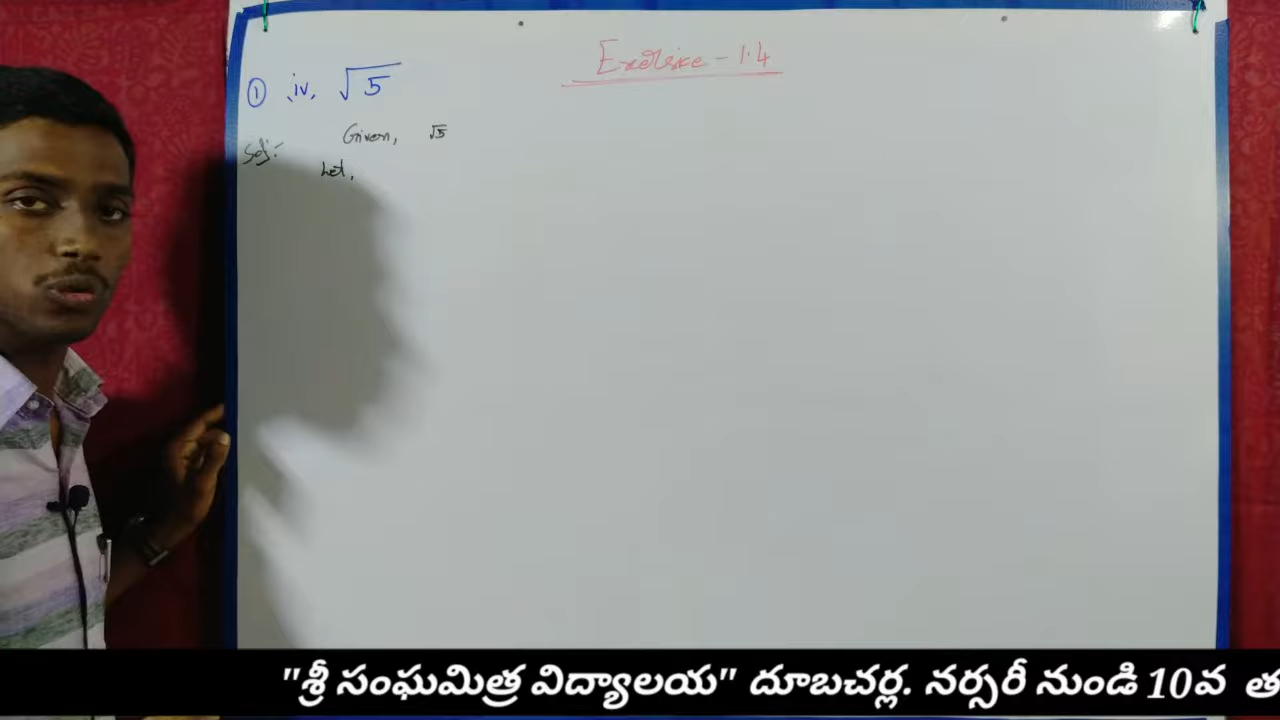 Exercise - 1.4
① iv, √5
Given, √5
Sol:-
Let,
"శ్రీ సంఘమిత్ర విద్యాలయ" దూబచర్ల. నర్సరీ నుండి 10వ త